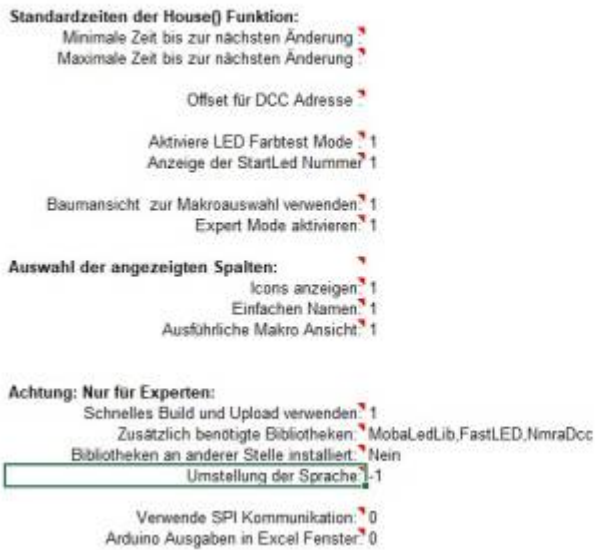 Standardzeiten der House() Funktion:
Minimale Zeit bis zur nächsten Änderung :
Maximale Zeit bis zur nächsten Änderung :
Offset für DCC Adresse :
Aktiviere LED Farbtest Mode : 1
Anzeige der StartLed Nummer 1
Baumansicht zur Makroauswahl verwenden: 1
Expert Mode aktivieren: 1
Auswahl der angezeigten Spalten:
Icons anzeigen: 1
Einfachen Namen: 1
Ausführliche Makro Ansicht: 1
Achtung: Nur für Experten:
Schnelles Build und Upload verwenden: 1
Zusätzlich benötigte Bibliotheken: MobaLedLib,FastLED,NmraDcc
Bibliotheken an anderer Stelle installiert: Nein
Umstellung der Sprache: -1
Verwende SPI Kommunikation: 0
Arduino Ausgaben in Excel Fenster: 0